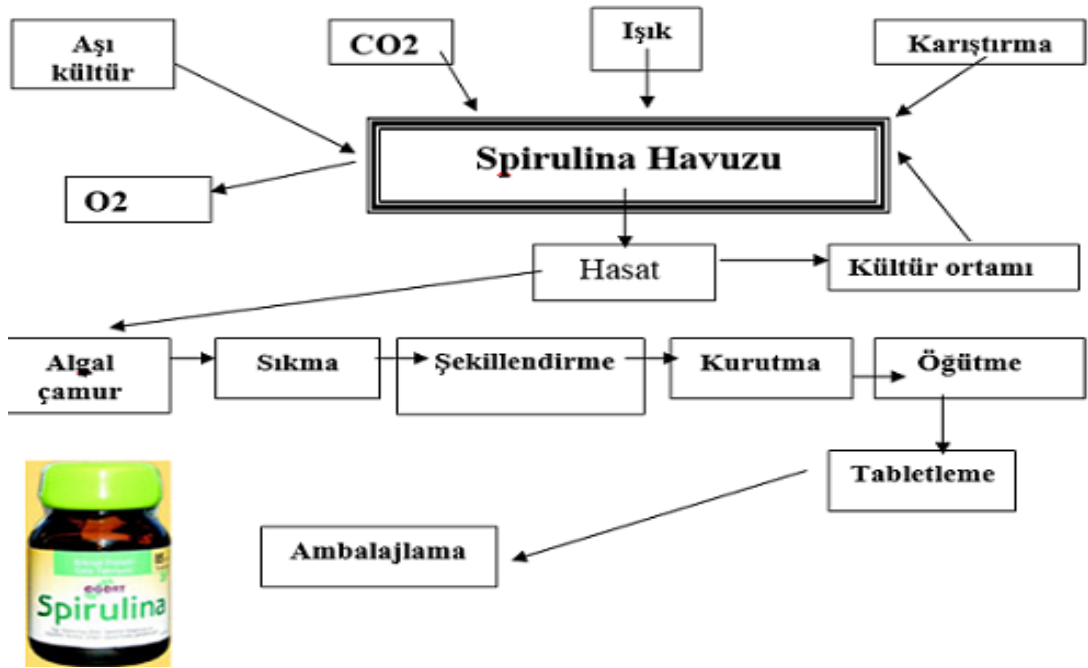 Aşı
kültür
CO2
Işık
Karıştırma
Spirulina Havuzu
O2
Hasat
Kültür ortamı
Algal
çamur
Sıkma
Şekillendirme
Kurutma
Öğütme
Tabletleme
Ambalajlama
EGERT
Spirulina